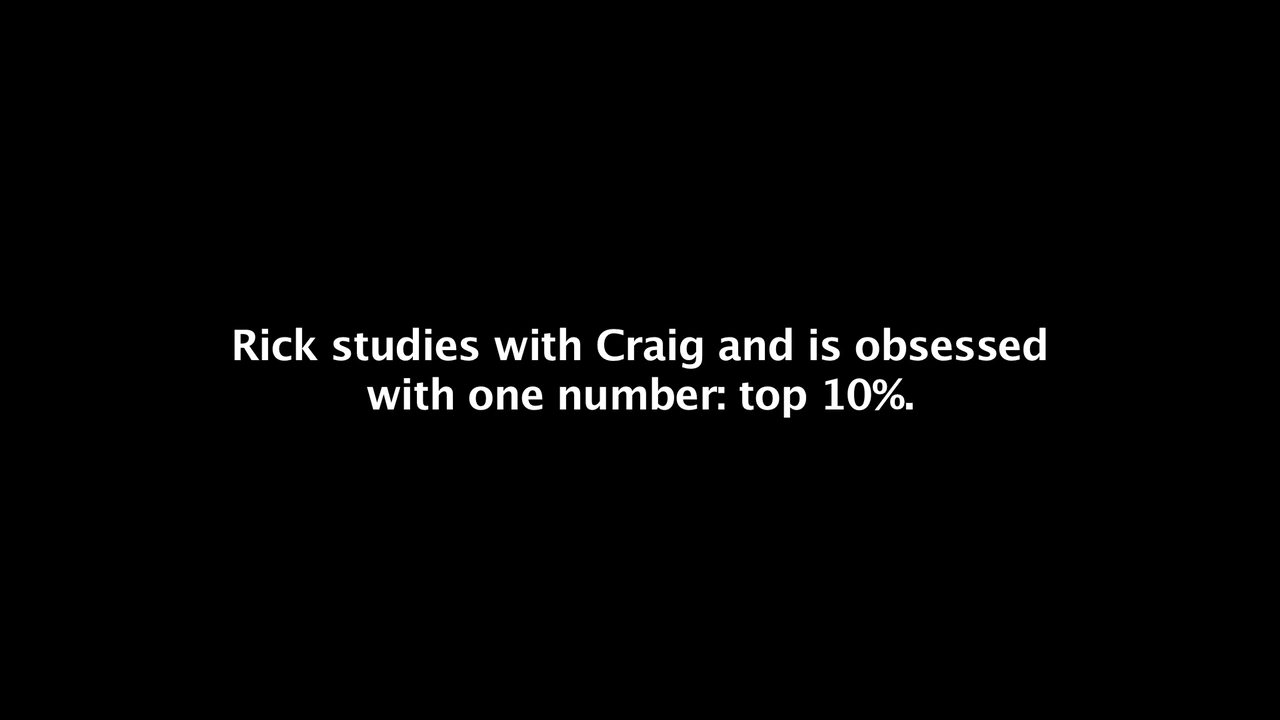 Rick studies with Craig and is obsessed
with one number: top 10%.